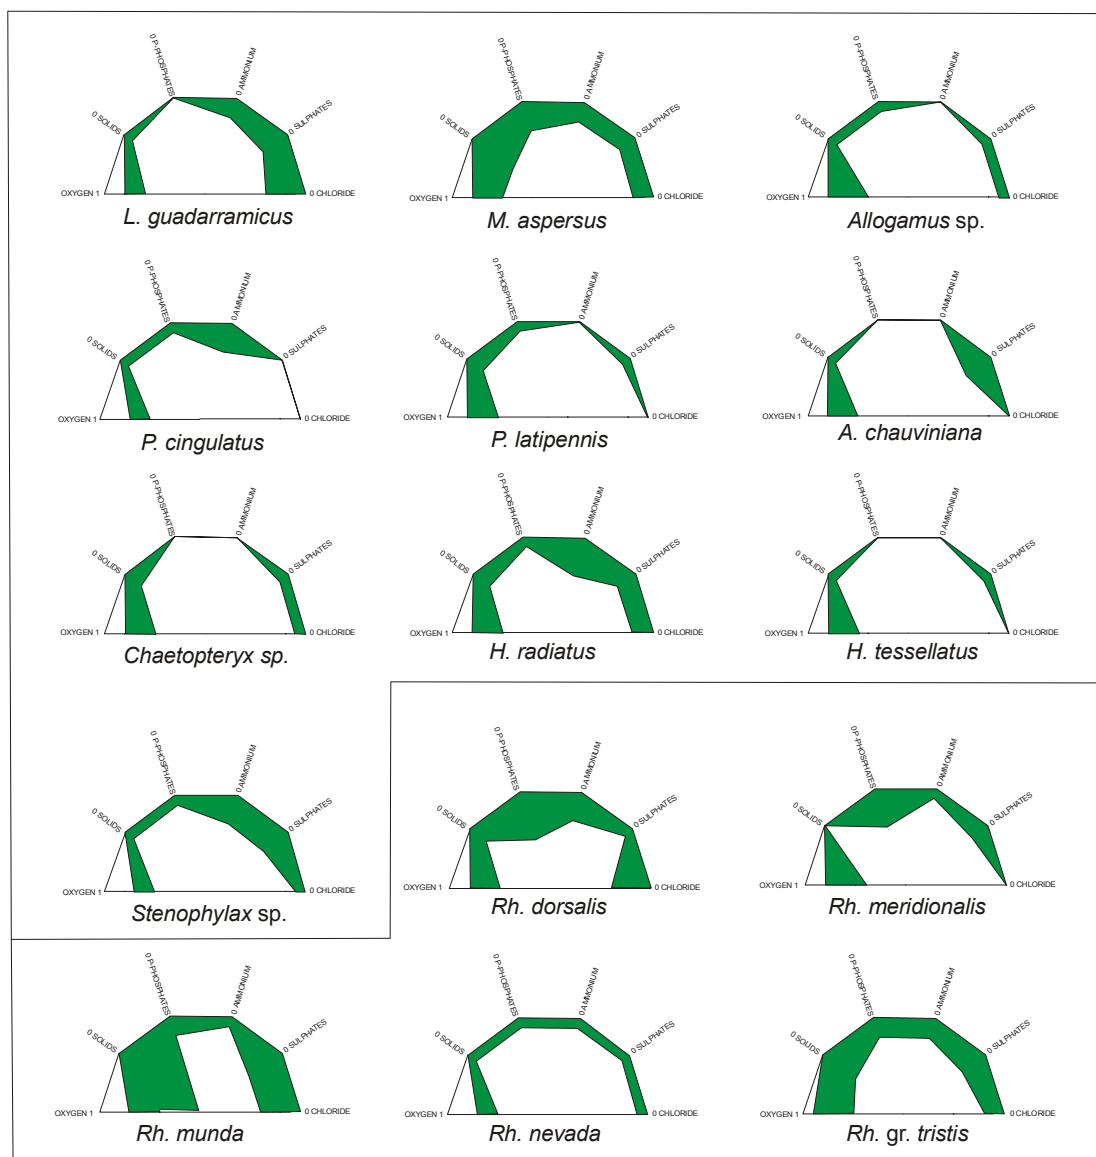 0 P-PHOSPHATES
0 AMMONIUM
0 SOLIDS
0 SULPHATES
OXYGEN 1
0 CHLORIDE
L. guadarramicus
0 P-PHOSPHATES
0 AMMONIUM
0 SOLIDS
0 SULPHATES
OXYGEN 1
0 CHLORIDE
M. aspersus
0 P-PHOSPHATES
0 AMMONIUM
0 SOLIDS
0 SULPHATES
OXYGEN 1
0 CHLORIDE
Allogamus sp.
0 P-PHOSPHATES
0 AMMONIUM
0 SOLIDS
0 SULPHATES
OXYGEN 1
0 CHLORIDE
P. cingulatus
0 P-PHOSPHATES
0 AMMONIUM
0 SOLIDS
0 SULPHATES
OXYGEN 1
0 CHLORIDE
P. latipennis
0 P-PHOSPHATES
0 AMMONIUM
0 SOLIDS
0 SULPHATES
OXYGEN 1
0 CHLORIDE
A. chauviniana
0 P-PHOSPHATES
0 AMMONIUM
0 SOLIDS
0 SULPHATES
OXYGEN 1
0 CHLORIDE
Chaetopteryx sp.
0 P-PHOSPHATES
0 AMMONIUM
0 SOLIDS
0 SULPHATES
OXYGEN 1
0 CHLORIDE
H. radiatus
0 P-PHOSPHATES
0 AMMONIUM
0 SOLIDS
0 SULPHATES
OXYGEN 1
0 CHLORIDE
H. tessellatus
0 P-PHOSPHATES
0 AMMONIUM
0 SOLIDS
0 SULPHATES
OXYGEN 1
0 CHLORIDE
Stenophylax sp.
0 P-PHOSPHATES
0 AMMONIUM
0 SOLIDS
0 SULPHATES
OXYGEN 1
0 CHLORIDE
Rh. dorsalis
0 P-PHOSPHATES
0 AMMONIUM
0 SOLIDS
0 SULPHATES
OXYGEN 1
0 CHLORIDE
Rh. meridionalis
0 P-PHOSPHATES
0 AMMONIUM
0 SOLIDS
0 SULPHATES
OXYGEN 1
0 CHLORIDE
Rh. munda
0 P-PHOSPHATES
0 AMMONIUM
0 SOLIDS
0 SULPHATES
OXYGEN 1
0 CHLORIDE
Rh. nevada
0 P-PHOSPHATES
0 AMMONIUM
0 SOLIDS
0 SULPHATES
OXYGEN 1
0 CHLORIDE
Rh. gr. tristis